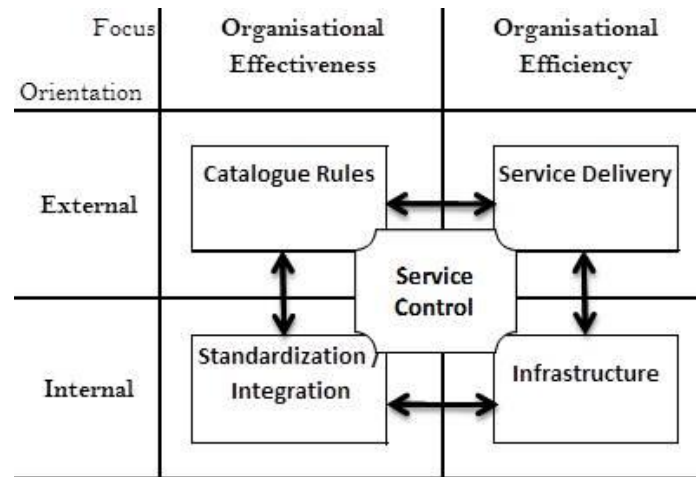 Focus
Orientation
Organisational
Effectiveness
Organisational
Efficiency
External
Catalogue Rules
Service Delivery
Service
Control
Internal
Standardization /
Integration
Infrastructure